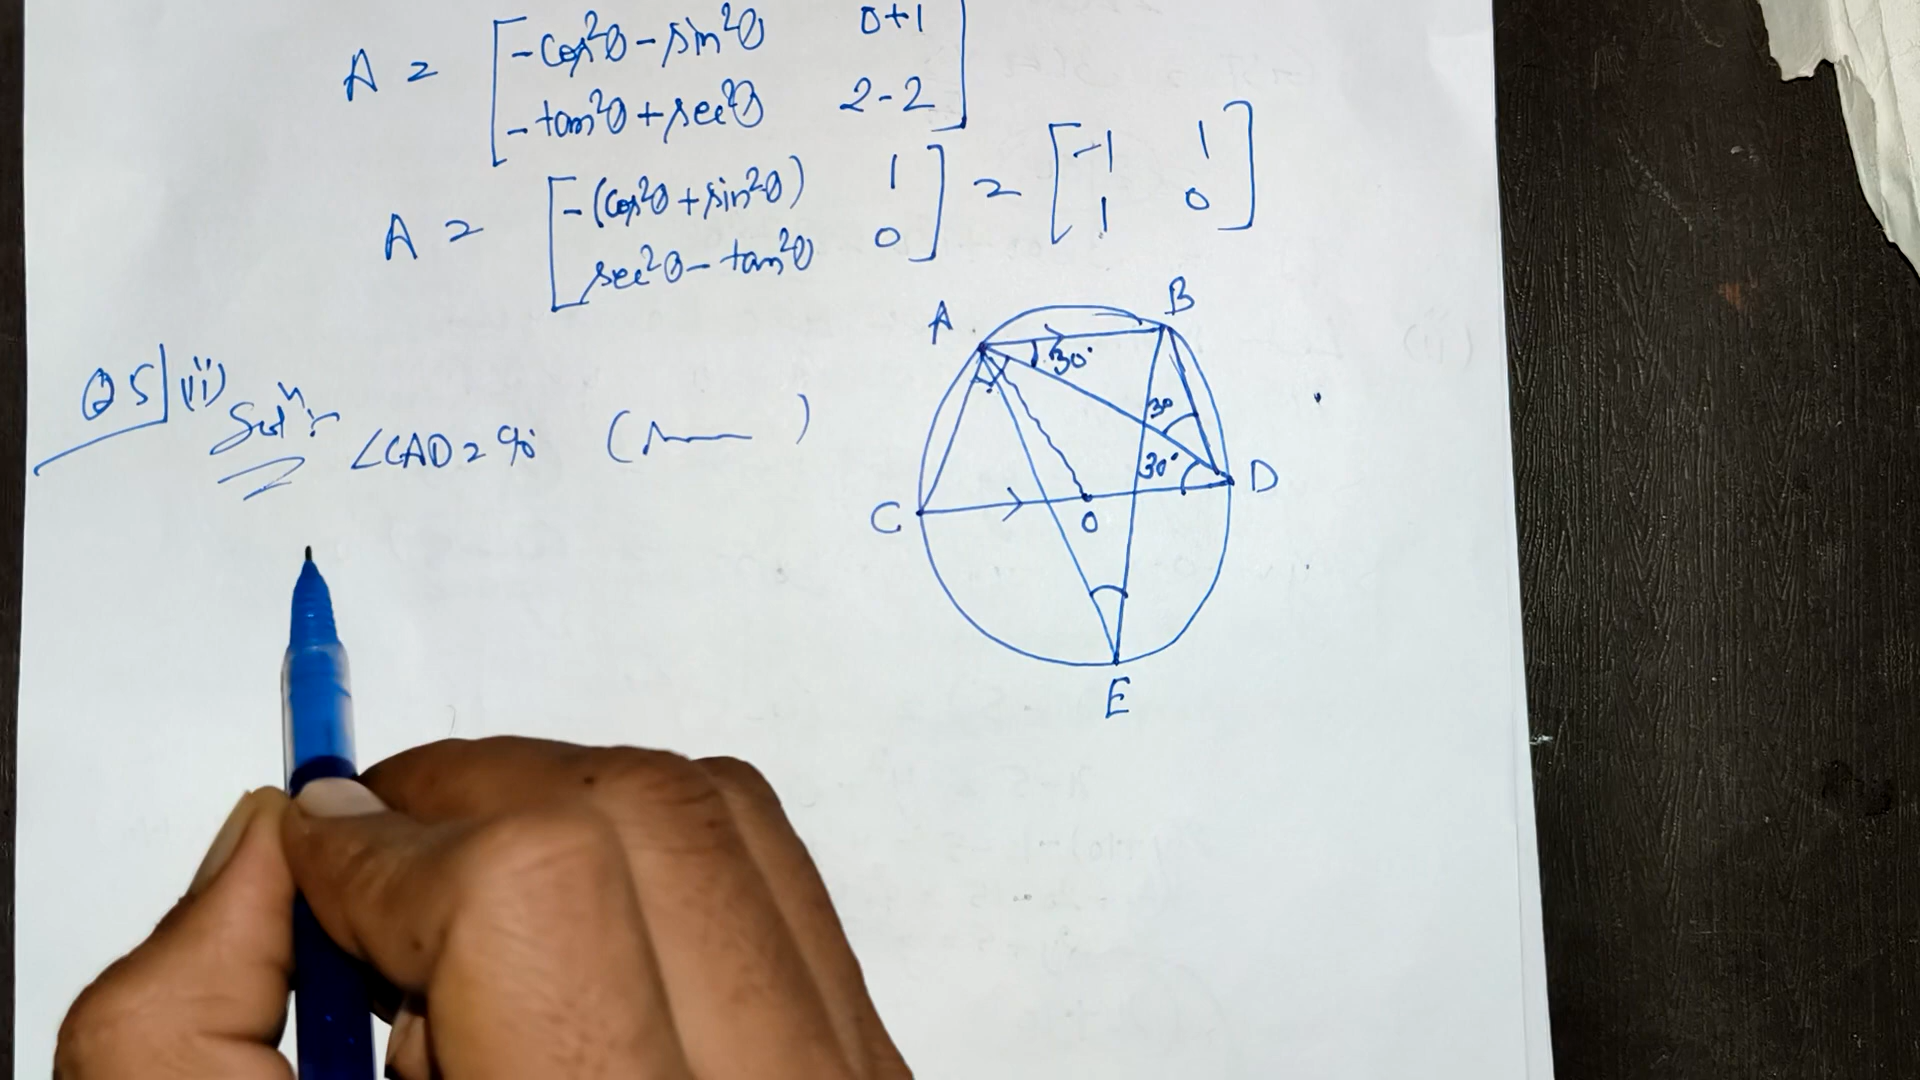 A = [ -cos²θ - sin²θ 0+1
-tan²θ + sec²θ 2-2 ]
A = [ -(cos²θ + sin²θ) 1
sec²θ - tan²θ 0 ] = [ -1 1
1 0 ]
Q5 (ii)
Solⁿ:- ∠CAD = 90° ( )
A
B
30°
30
30°
C
O
D
E